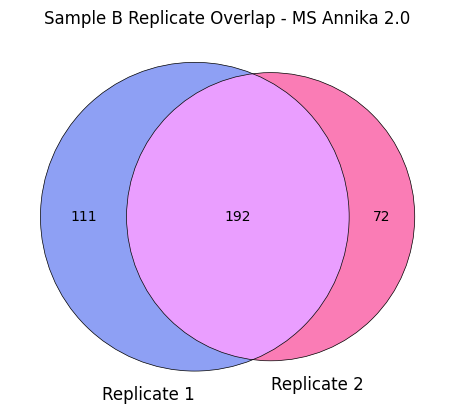 Sample B Replicate Overlap - MS Annika 2.0
111
192
72
Replicate 2
Replicate 1